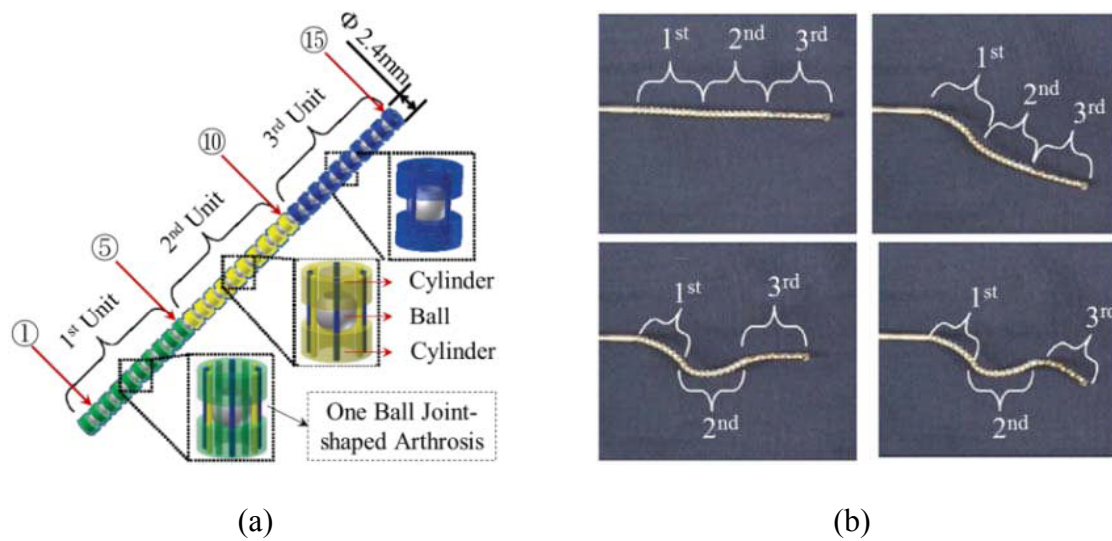 ⑮
Φ 2.4mm
3rd Unit
⑩
2nd Unit
⑤
1st Unit
①
Cylinder
Ball
Cylinder
One Ball Joint-
shaped Arthrosis
(a)
1st 2nd 3rd
1st
2nd
3rd
1st 3rd
2nd
1st
3rd
2nd
(b)